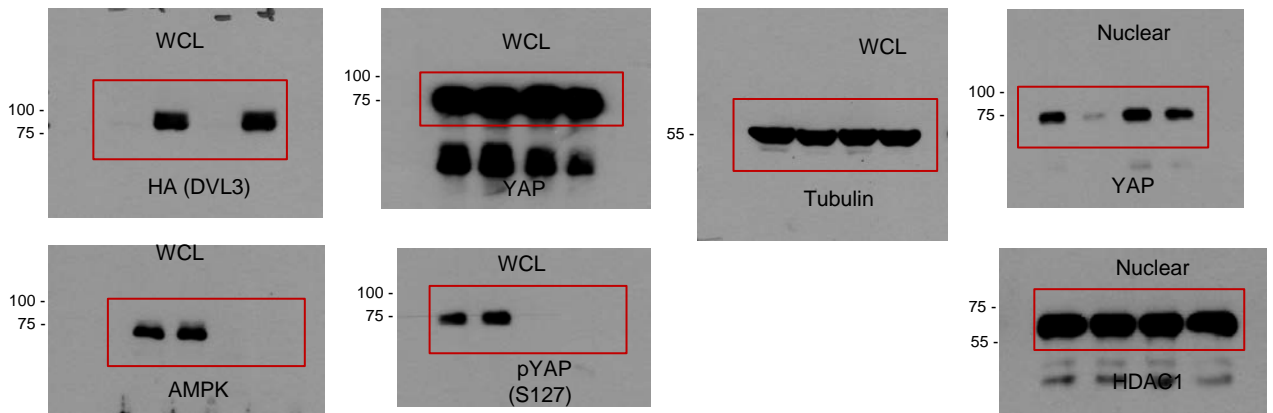 WCL
100 -
75 -
HA (DVL3)
WCL
100 -
75 -
YAP
WCL
55 -
Tubulin
Nuclear
100 -
75 -
YAP
WCL
100 -
75 -
AMPK
WCL
100 -
75 -
pYAP
(S127)
Nuclear
75 -
55 -
HDAC1